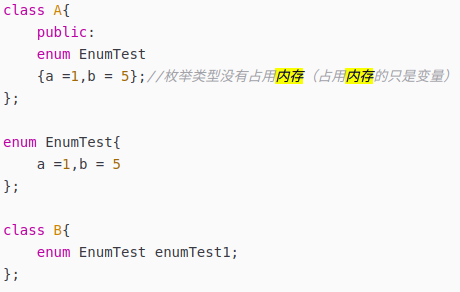 class A{
    public:
    enum EnumTest
    {a =1,b = 5};//枚举类型没有占用内存（占用内存的只是变量）
};

enum EnumTest{
    a =1,b = 5
};

class B{
    enum EnumTest enumTest1;
};